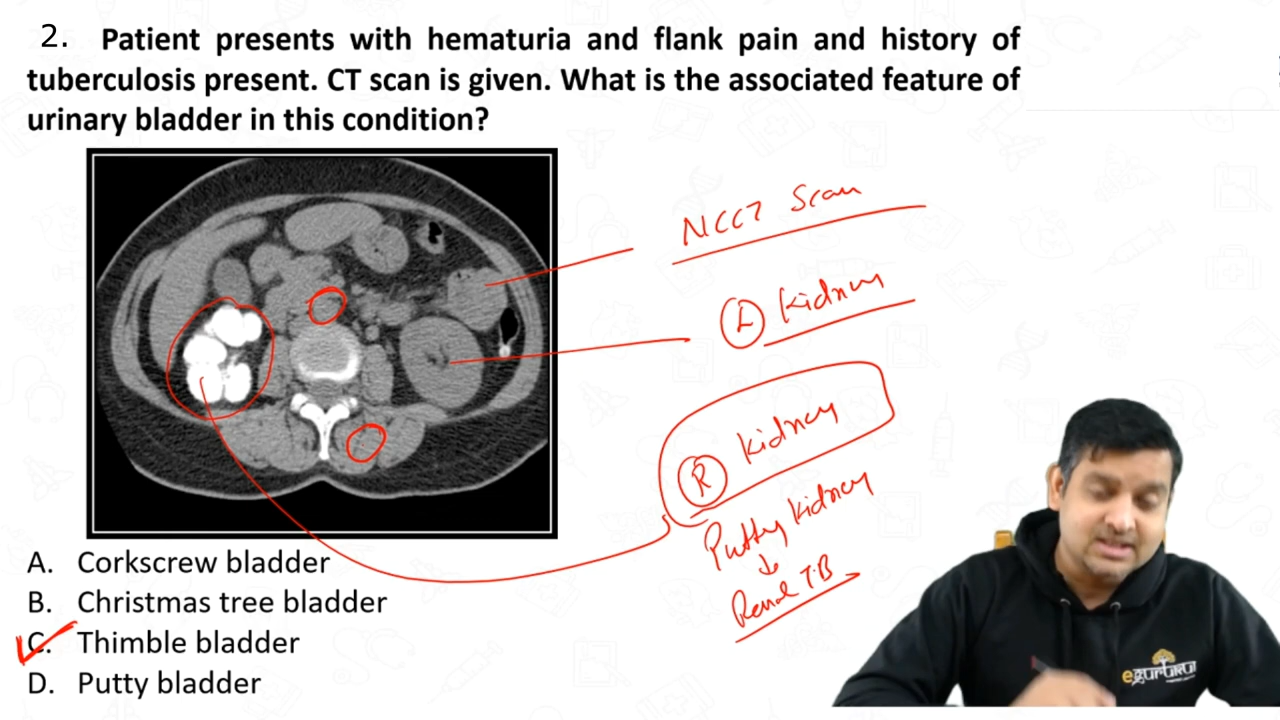 2. Patient presents with hematuria and flank pain and history of
tuberculosis present. CT scan is given. What is the associated feature of
urinary bladder in this condition?
NCCT Scan
L Kidney
R Kidney
Putty Kidney
Renal T.B
A. Corkscrew bladder
B. Christmas tree bladder
C. Thimble bladder
D. Putty bladder
egurukul